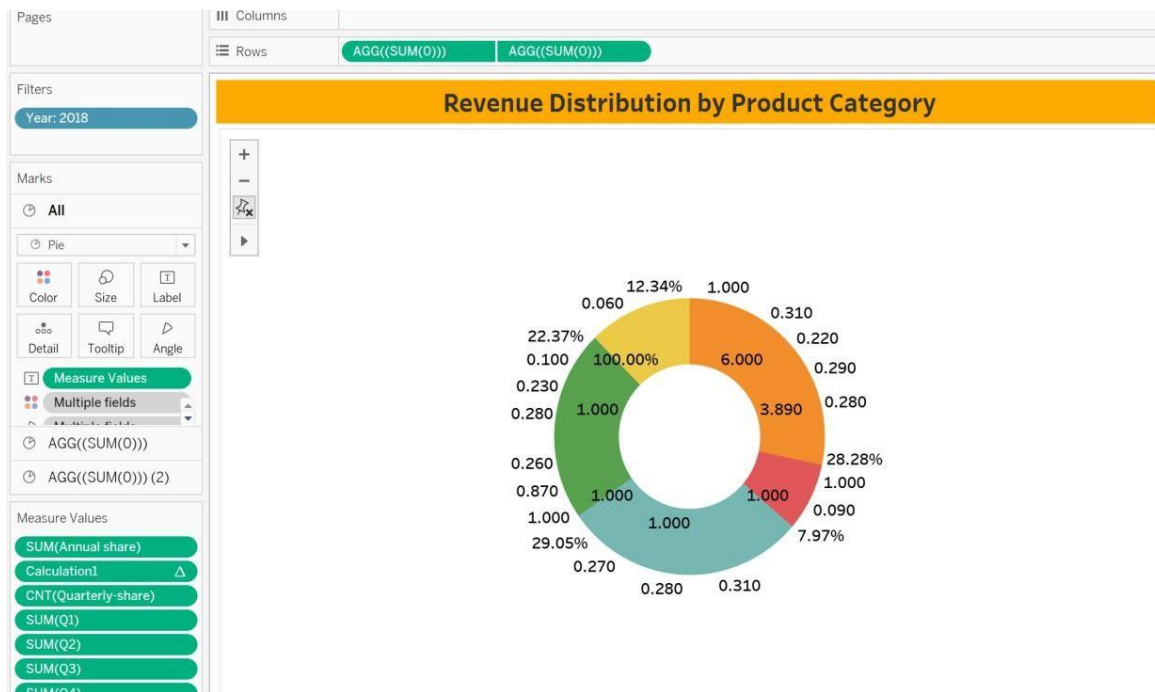 Pages
Columns
Rows
AGG((SUM(0)))
AGG((SUM(0)))
Filters
Year: 2018
Revenue Distribution by Product Category
Marks
All
Pie
Color
Size
Label
Detail
Tooltip
Angle
Measure Values
Multiple fields
AGG((SUM(0)))
AGG((SUM(0))) (2)
Measure Values
SUM(Annual share)
Calculation1
CNT(Quarterly-share)
SUM(Q1)
SUM(Q2)
SUM(Q3)
12.34%
1.000
0.060
0.310
22.37%
0.220
0.100
100.00%
6.000
0.290
0.230
0.280
1.000
3.890
0.280
0.260
28.28%
0.870
1.000
1.000
1.000
0.090
1.000
1.000
29.05%
7.97%
0.270
0.280
0.310